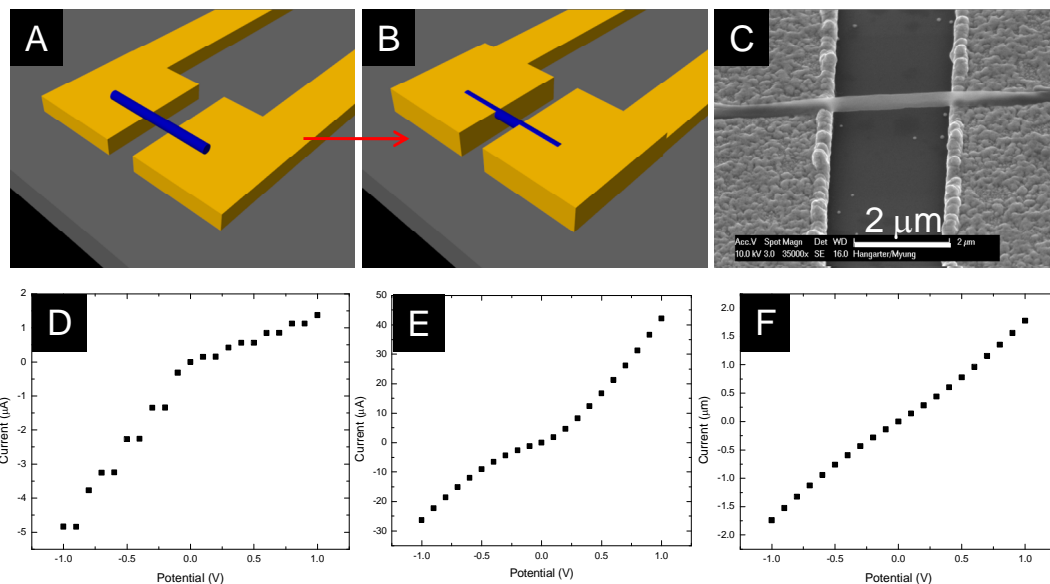 A
B
C
2 μm
Acc.V Spot Magn Det WD 2 μm
10.0 kV 3.0 35000x SE 16.0 Hangarter/Myung
D
2
1
0
-1
-2
-3
-4
-5
Current (μA)
-1.0 -0.5 0.0 0.5 1.0
Potential (V)
E
50
40
30
20
10
0
-10
-20
-30
Current (μA)
-1.0 -0.5 0.0 0.5 1.0
Potential (V)
F
2.0
1.5
1.0
0.5
0.0
-0.5
-1.0
-1.5
-2.0
Current (μm)
-1.0 -0.5 0.0 0.5 1.0
Potential (V)